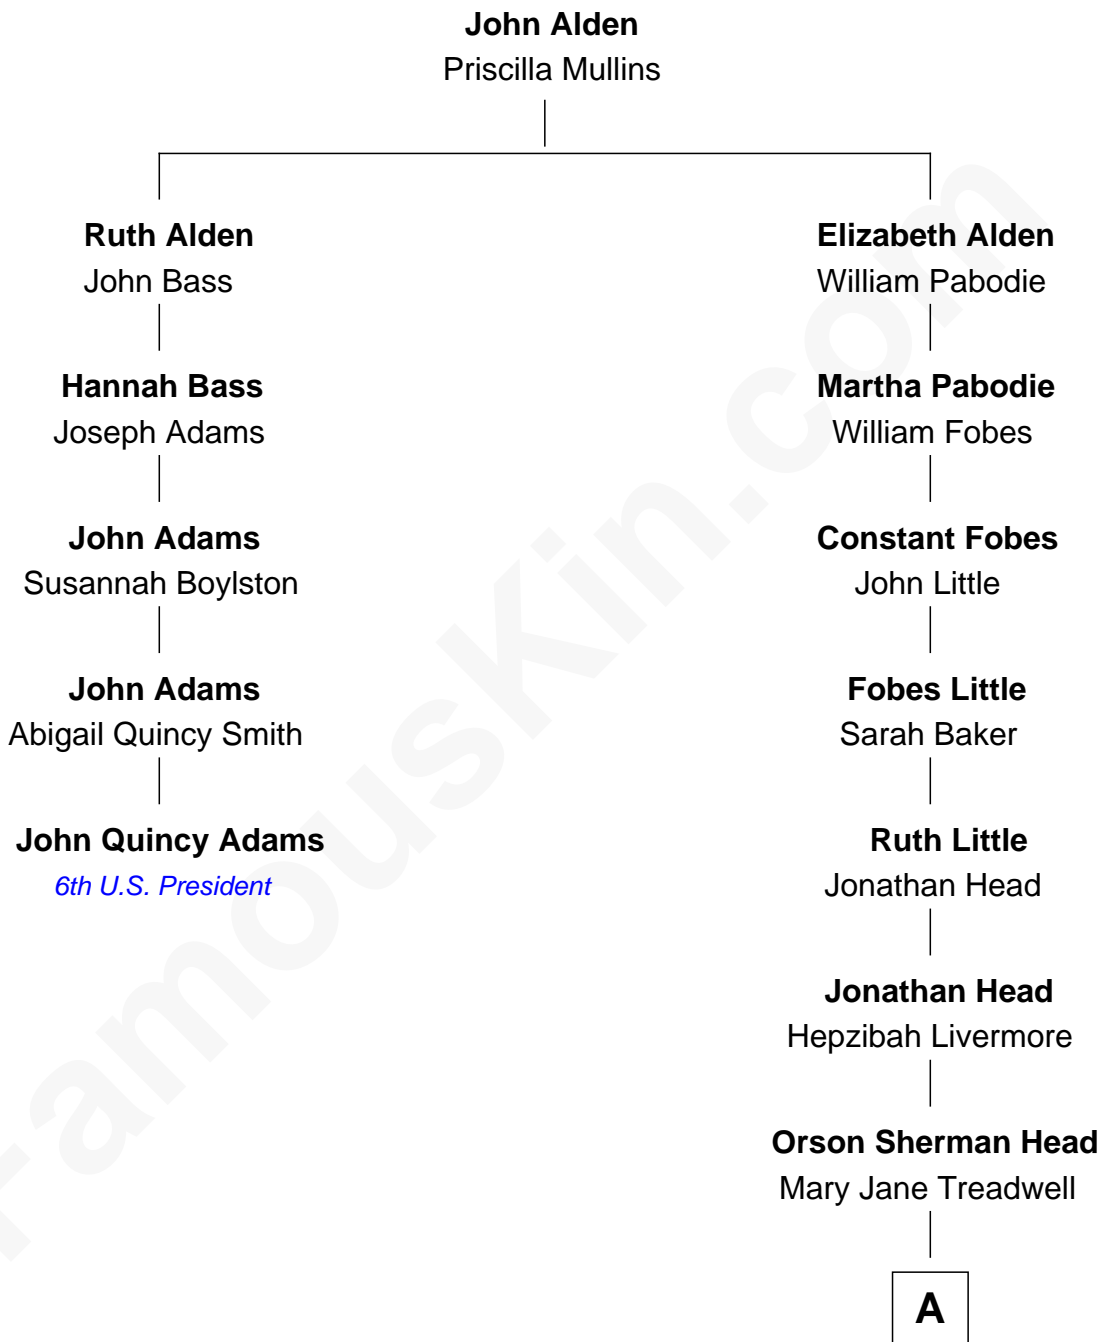 John Alden
Priscilla Mullins
Ruth Alden
John Bass
Hannah Bass
Joseph Adams
John Adams
Susannah Boylston
John Adams
Abigail Quincy Smith
John Quincy Adams
6th U.S. President
Elizabeth Alden
William Pabodie
Martha Pabodie
William Fobes
Constant Fobes
John Little
Fobes Little
Sarah Baker
Ruth Little
Jonathan Head
Jonathan Head
Hepzibah Livermore
Orson Sherman Head
Mary Jane Treadwell
A
FamousKin.com